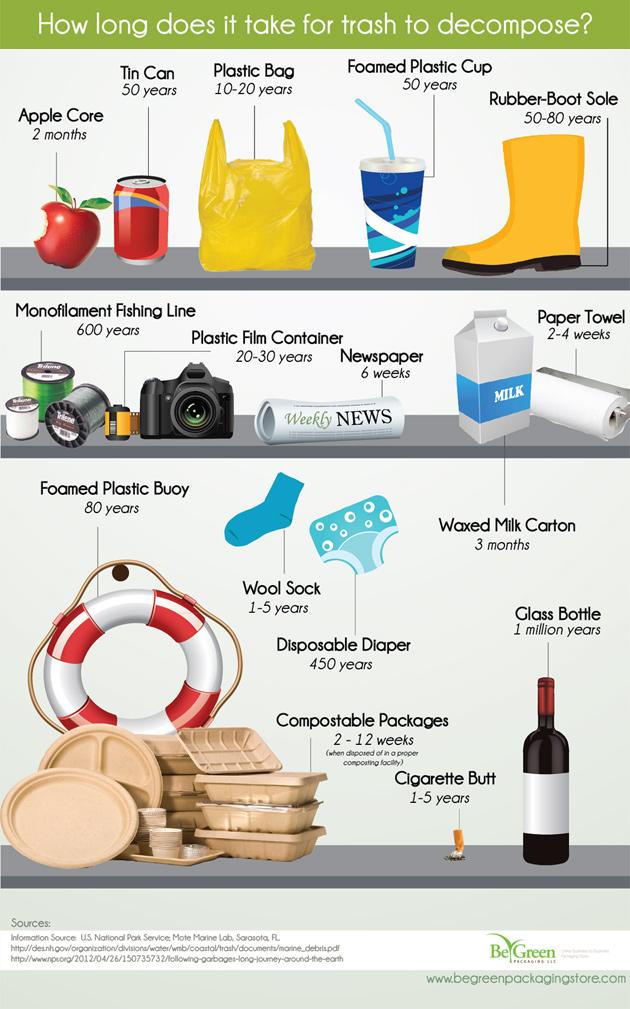 How long does it take for trash to decompose?
Tin Can
50 years
Plastic Bag
10-20 years
Foamed Plastic Cup
50 years
Apple Core
2 months
Rubber-Boot Sole
50-80 years
Monofilament Fishing Line
600 years
Plastic Film Container
20-30 years
Newspaper
6 weeks
Paper Towel
2-4 weeks
Trilene
Trilene
Weekly NEWS
MILK
Foamed Plastic Buoy
80 years
Waxed Milk Carton
3 months
Wool Sock
1-5 years
Disposable Diaper
450 years
Glass Bottle
1 million years
Compostable Packages
2 - 12 weeks
(when disposed of in a proper
composting facility)
Cigarette Butt
1-5 years
Sources:
Information Source: U.S. National Park Service; Mote Marine Lab, Sarasota, FL.
http://des.nh.gov/organization/divisions/water/wmb/coastal/trash/documents/marine_debris.pdf
http://www.npr.org/2012/04/26/150735732/following-garbages-long-journey-around-the-earth
Be Green
PACKAGING LLC
www.begreenpackagingstore.com